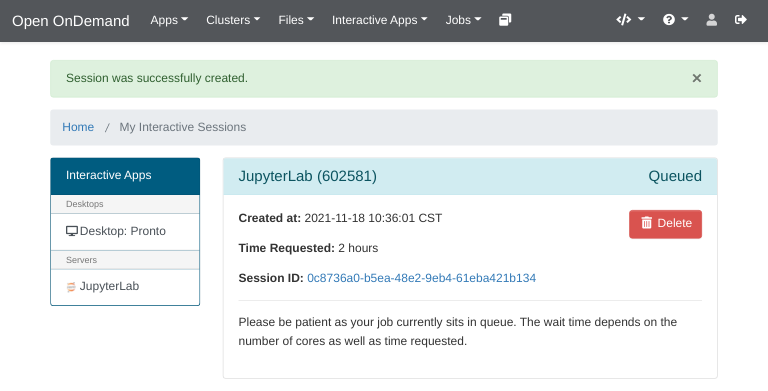 Open OnDemand Apps Clusters Files Interactive Apps Jobs
Session was successfully created. ×
Home / My Interactive Sessions
Interactive Apps
Desktops
Desktop: Pronto
Servers
JupyterLab
JupyterLab (602581) Queued
Created at: 2021-11-18 10:36:01 CST
Delete
Time Requested: 2 hours
Session ID: 0c8736a0-b5ea-48e2-9eb4-61eba421b134
Please be patient as your job currently sits in queue. The wait time depends on the
number of cores as well as time requested.